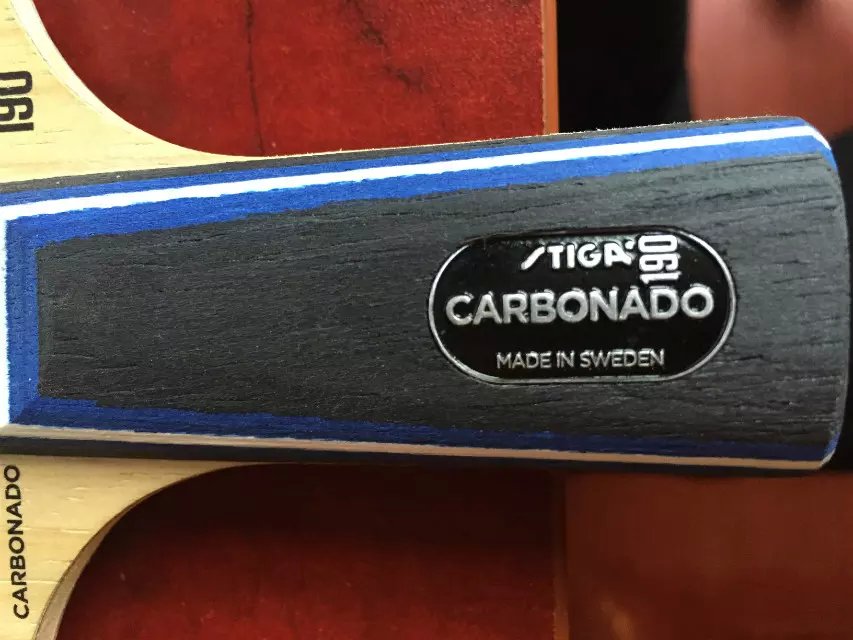 190
STIGA 190
CARBONADO
MADE IN SWEDEN
CARBONADO